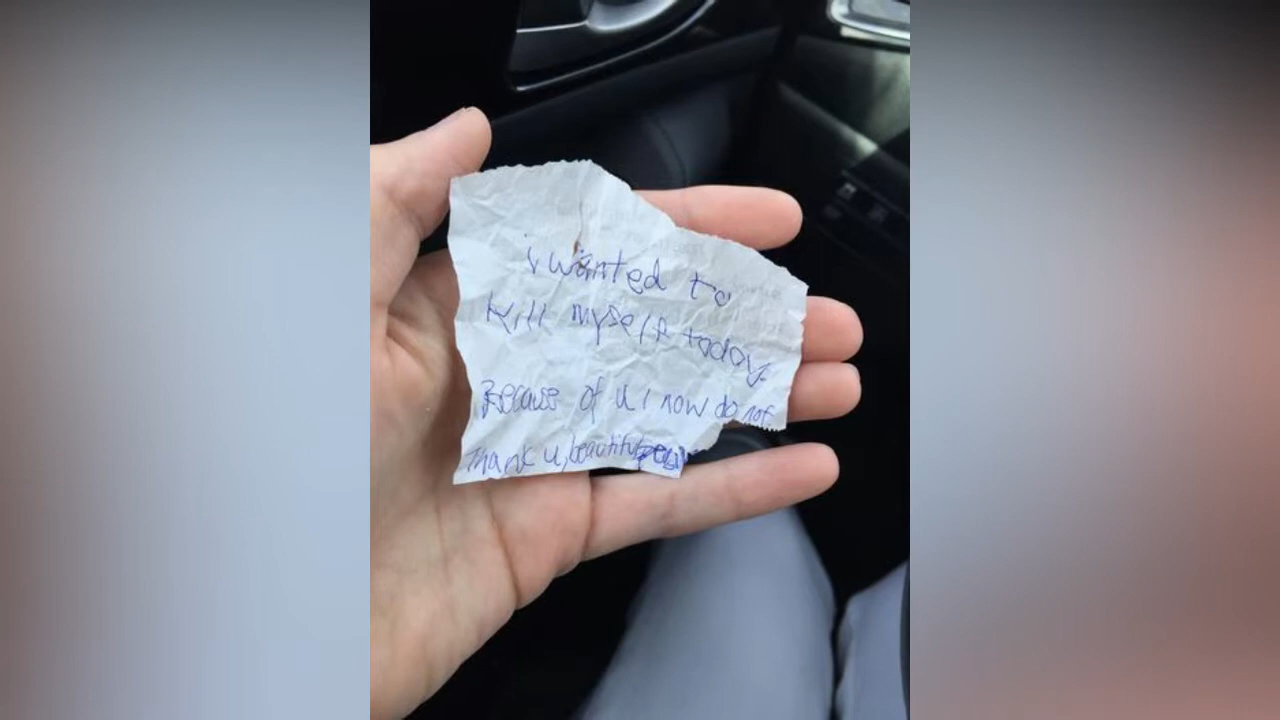 i wanted to
kill myself today.
Because of u i now do not
Thank u, beautiful